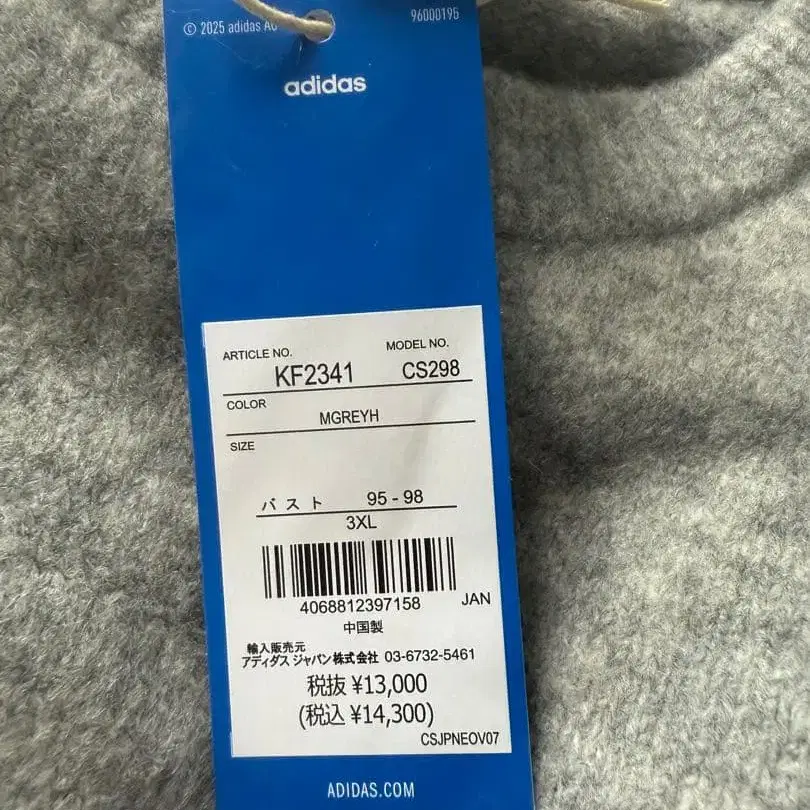 © 2025 adidas AG
96000195
adidas
ARTICLE NO. MODEL NO.
KF2341 CS298
COLOR
MGREYH
SIZE
バスト 95 - 98
3XL
4068812397158 JAN
中国製
輸入販売元
アディダス ジャパン株式会社 03-6732-5461
税抜 ¥13,000
(税込 ¥14,300)
CSJPNEOV07
ADIDAS.COM